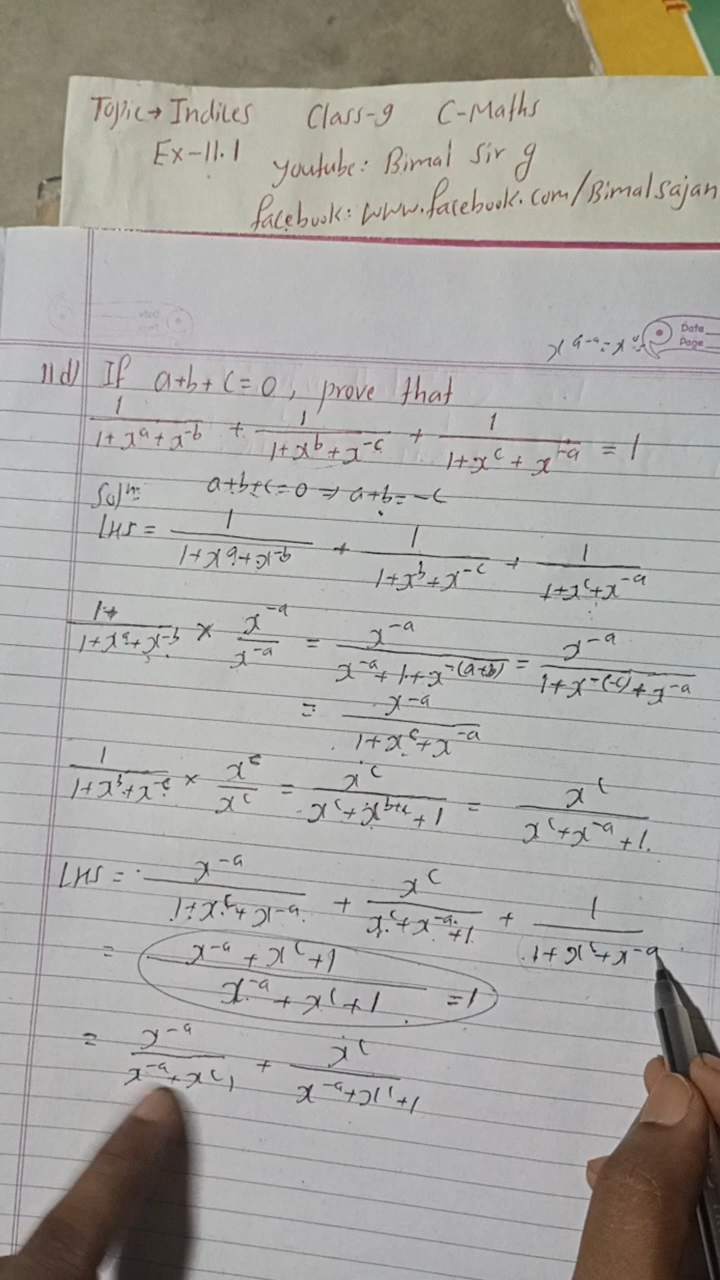 Topic → Indices Class-9 C-Maths
Ex-11.1 youtube: Bimal Sir g
facebook: www.facebook.com/Bimalsajan
Date
Page
11d) If a+b+c=0, prove that
1/(1+x^a+x^-b) + 1/(1+x^b+x^-c) + 1/(1+x^c+x^-a) = 1
Soln: a+b+c=0 ⇒ a+b=-c
LHS = 1/(1+x^a+x^-b) + 1/(1+x^b+x^-c) + 1/(1+x^c+x^-a)
1/(1+x^a+x^-b) × x^-a/x^-a = x^-a/(x^-a+1+x^-(a+b)) = x^-a/(1+x^-(-c)+x^-a)
= x^-a/(1+x^c+x^-a)
1/(1+x^b+x^-c) × x^c/x^c = x^c/(x^c+x^b+c+1) = x^c/(x^c+x^-a+1)
LHS = x^-a/(1+x^c+x^-a) + x^c/(x^c+x^-a+1) + 1/(1+x^c+x^-a)
= (x^-a+x^c+1)/(x^-a+x^c+1) = 1
= x^-a/(x^-a+x^c+1) + x^c/(x^-a+x^c+1)